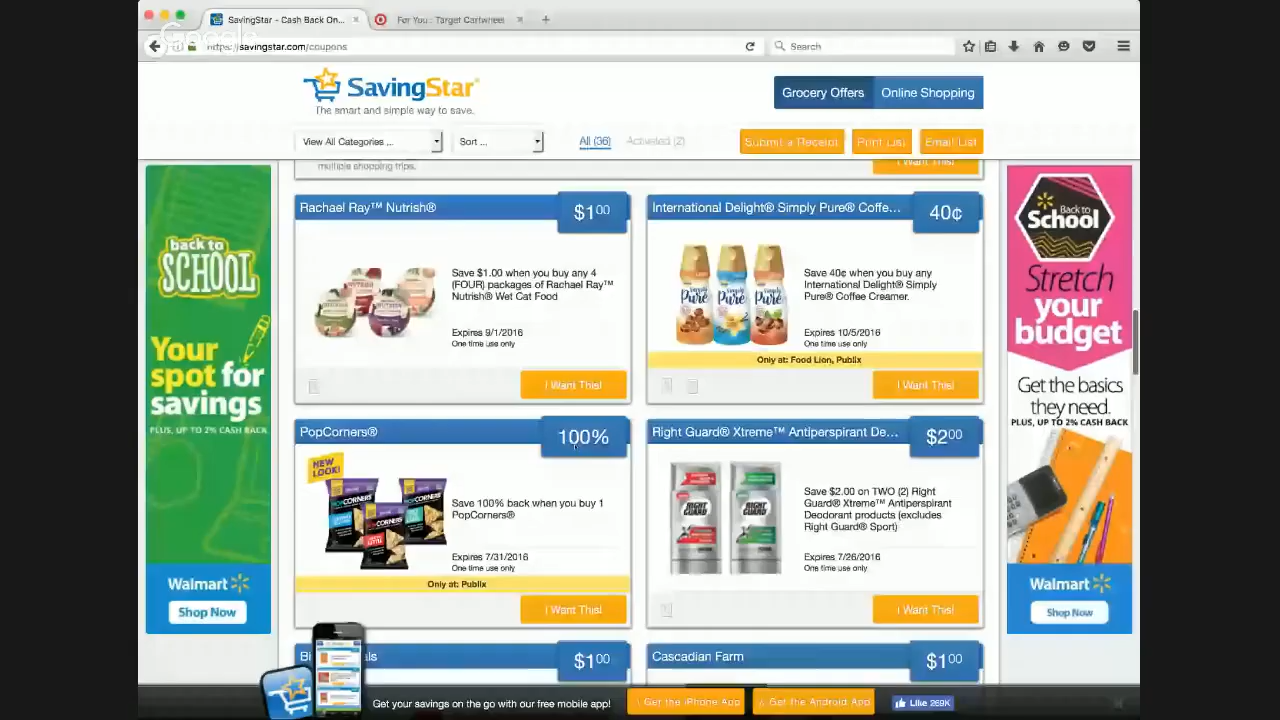 SavingStar - Cash Back On...
For You : Target Cartwheel
Google
https://savingstar.com/coupons
Search
SavingStar®
The smart and simple way to save.
Grocery Offers
Online Shopping
View All Categories ...
Sort ...
All (36)
Activated (2)
Submit a Receipt
Print List
Email List
multiple shopping trips.
I Want This!
back to
SCHOOL
Your
spot for
savings
PLUS, UP TO 2% CASH BACK
Walmart
Shop Now
Rachael Ray™ Nutrish®
$1.00
Save $1.00 when you buy any 4
(FOUR) packages of Rachael Ray™
Nutrish® Wet Cat Food
Expires 9/1/2016
One time use only
I Want This!
International Delight® Simply Pure® Coffe...
40¢
Simply
Pure
Save 40¢ when you buy any
International Delight® Simply
Pure® Coffee Creamer.
Expires 10/5/2016
One time use only
Only at: Food Lion, Publix
I Want This!
PopCorners®
100%
NEW
LOOK!
POPCORNERS
Save 100% back when you buy 1
PopCorners®
Expires 7/31/2016
One time use only
Only at: Publix
I Want This!
Right Guard® Xtreme™ Antiperspirant De...
$2.00
RIGHT
GUARD
RIGHT
GUARD
Save $2.00 on TWO (2) Right
Guard® Xtreme™ Antiperspirant
Deodorant products (excludes
Right Guard® Sport)
Expires 7/26/2016
One time use only
I Want This!
$1.00
Cascadian Farm
$1.00
Back to
School
Stretch
your
budget
Get the basics
they need.
PLUS, UP TO 2% CASH BACK
Walmart
Shop Now
Get your savings on the go with our free mobile app!
Get the iPhone App
Get the Android App
Like 269K